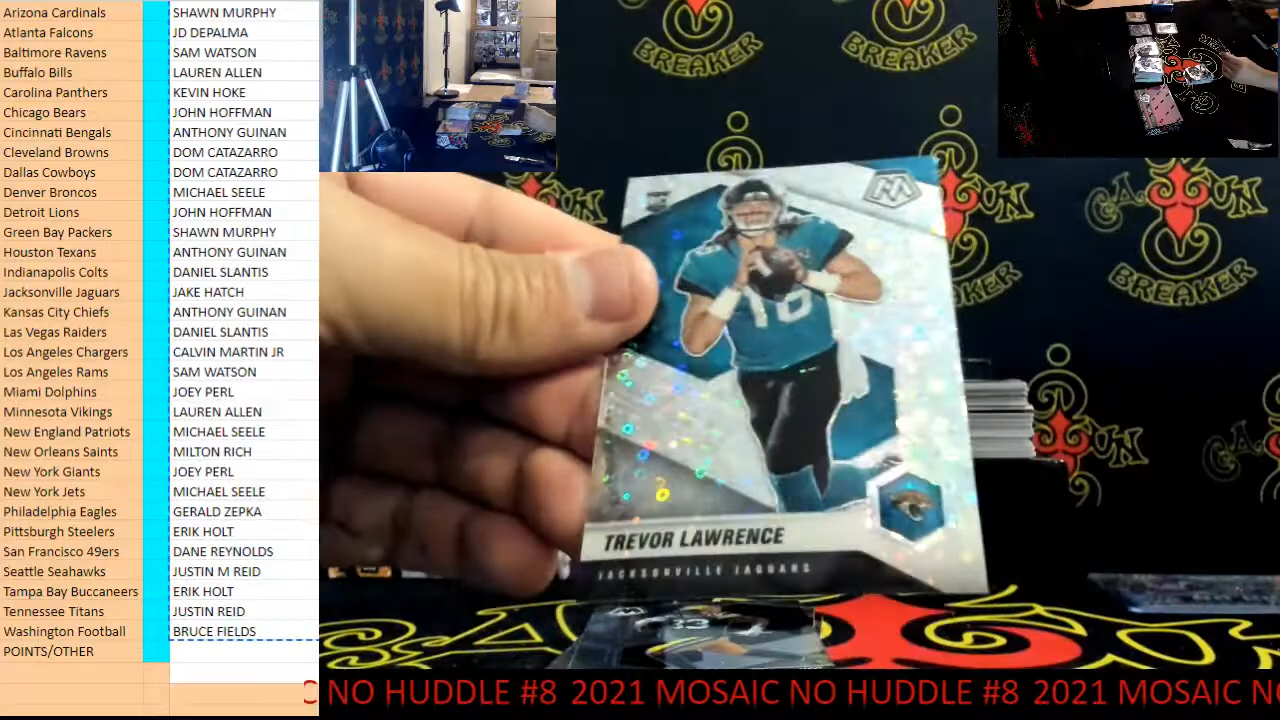 Arizona Cardinals SHAWN MURPHY
Atlanta Falcons JD DEPALMA
Baltimore Ravens SAM WATSON
Buffalo Bills LAUREN ALLEN
Carolina Panthers KEVIN HOKE
Chicago Bears JOHN HOFFMAN
Cincinnati Bengals ANTHONY GUINAN
Cleveland Browns DOM CATAZARRO
Dallas Cowboys DOM CATAZARRO
Denver Broncos MICHAEL SEELE
Detroit Lions JOHN HOFFMAN
Green Bay Packers SHAWN MURPHY
Houston Texans ANTHONY GUINAN
Indianapolis Colts DANIEL SLANTIS
Jacksonville Jaguars JAKE HATCH
Kansas City Chiefs ANTHONY GUINAN
Las Vegas Raiders DANIEL SLANTIS
Los Angeles Chargers CALVIN MARTIN JR
Los Angeles Rams SAM WATSON
Miami Dolphins JOEY PERL
Minnesota Vikings LAUREN ALLEN
New England Patriots MICHAEL SEELE
New Orleans Saints MILTON RICH
New York Giants JOEY PERL
New York Jets MICHAEL SEELE
Philadelphia Eagles GERALD ZEPKA
Pittsburgh Steelers ERIK HOLT
San Francisco 49ers DANE REYNOLDS
Seattle Seahawks JUSTIN M REID
Tampa Bay Buccaneers ERIK HOLT
Tennessee Titans JUSTIN REID
Washington Football BRUCE FIELDS
POINTS/OTHER
BREAKER
BREAKER
CAJUN
BREAKER
16
TREVOR LAWRENCE
JACKSONVILLE JAGUARS
C NO HUDDLE #8 2021 MOSAIC NO HUDDLE #8 2021 MOSAIC NO